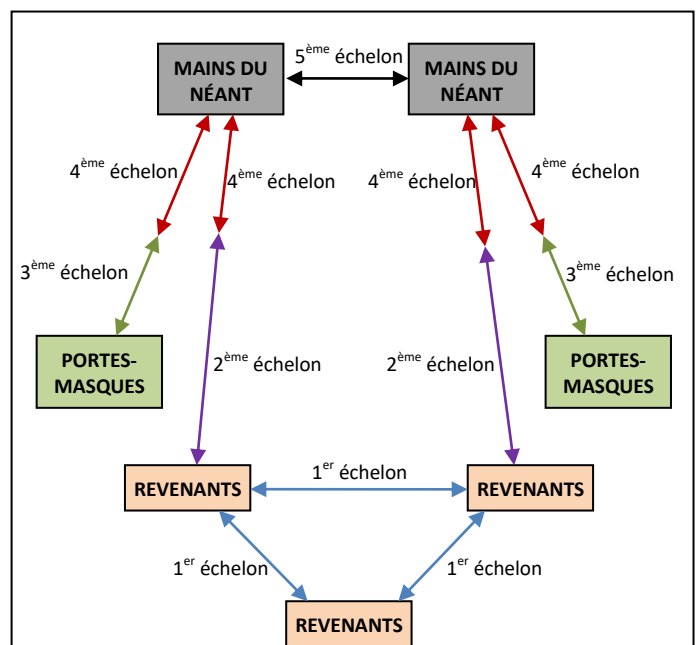 5ème échelon
MAINS DU
NÉANT
MAINS DU
NÉANT
4ème échelon
4ème échelon
4ème échelon
4ème échelon
3ème échelon
3ème échelon
PORTES-
MASQUES
PORTES-
MASQUES
2ème échelon
2ème échelon
1er échelon
REVENANTS
REVENANTS
1er échelon
1er échelon
REVENANTS